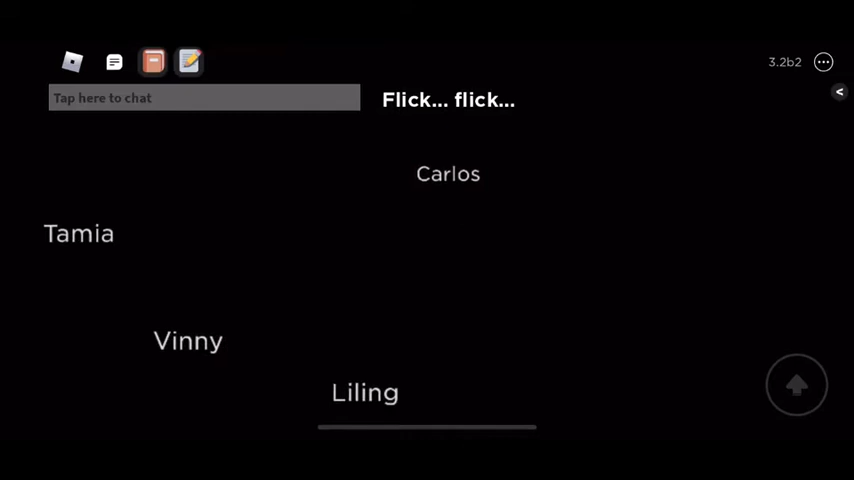 3.2b2
Tap here to chat
Flick... flick...
<
Carlos
Tamia
Vinny
Liling